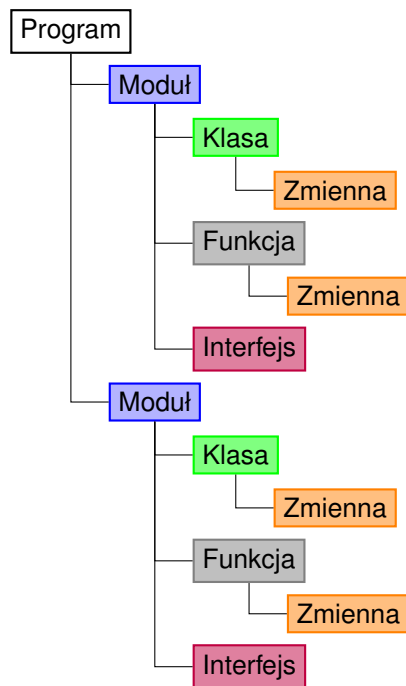 Program
Moduł
Klasa
Zmienna
Funkcja
Zmienna
Interfejs
Moduł
Klasa
Zmienna
Funkcja
Zmienna
Interfejs